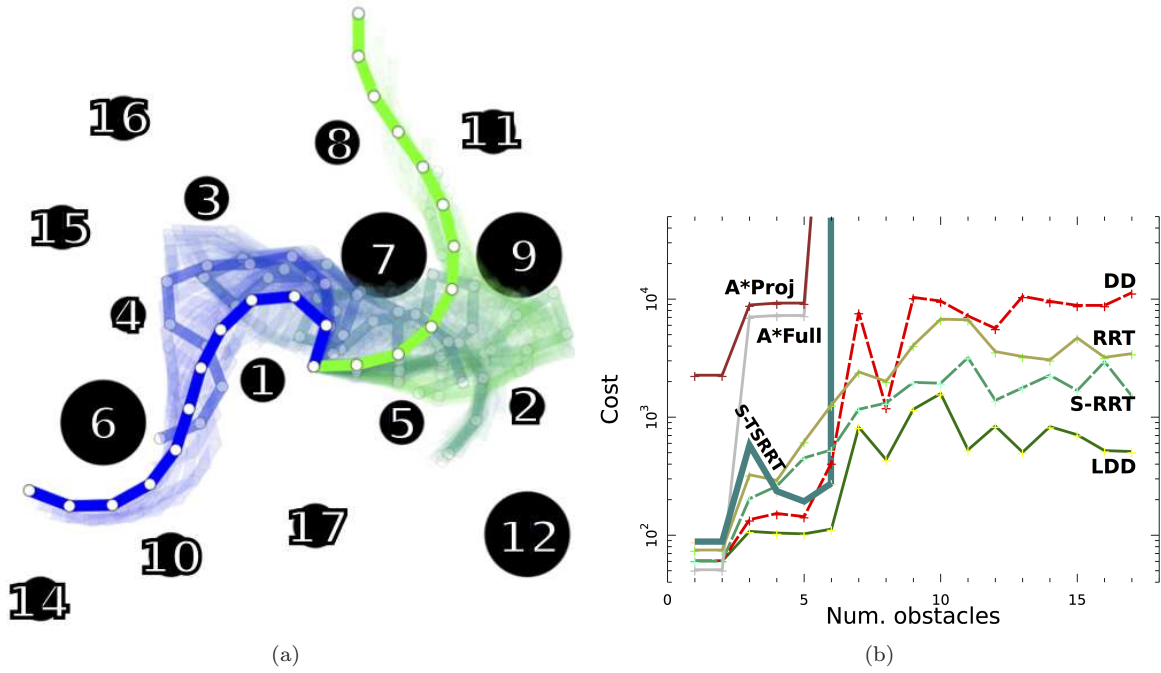 16
8
11
3
15
7
9
4
1
2
6
5
17
12
10
14
(a)
A*Proj
A*Full
S-TSRRT
DD
RRT
S-RRT
LDD
Cost
10^4
10^3
10^2
0 5 10 15
Num. obstacles
(b)